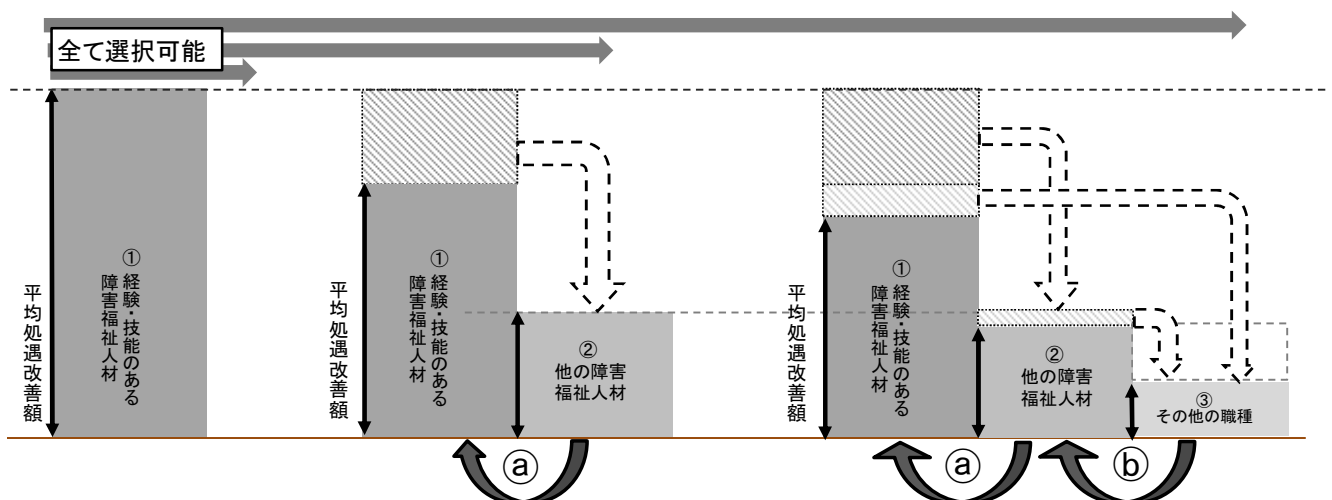 全て選択可能
平均処遇改善額
①経験・技能のある
障害福祉人材
平均処遇改善額
①経験・技能のある
障害福祉人材
②
他の障害
福祉人材
平均処遇改善額
①経験・技能のある
障害福祉人材
②
他の障害
福祉人材
③
その他の職種
ⓐ
ⓐ
ⓑ